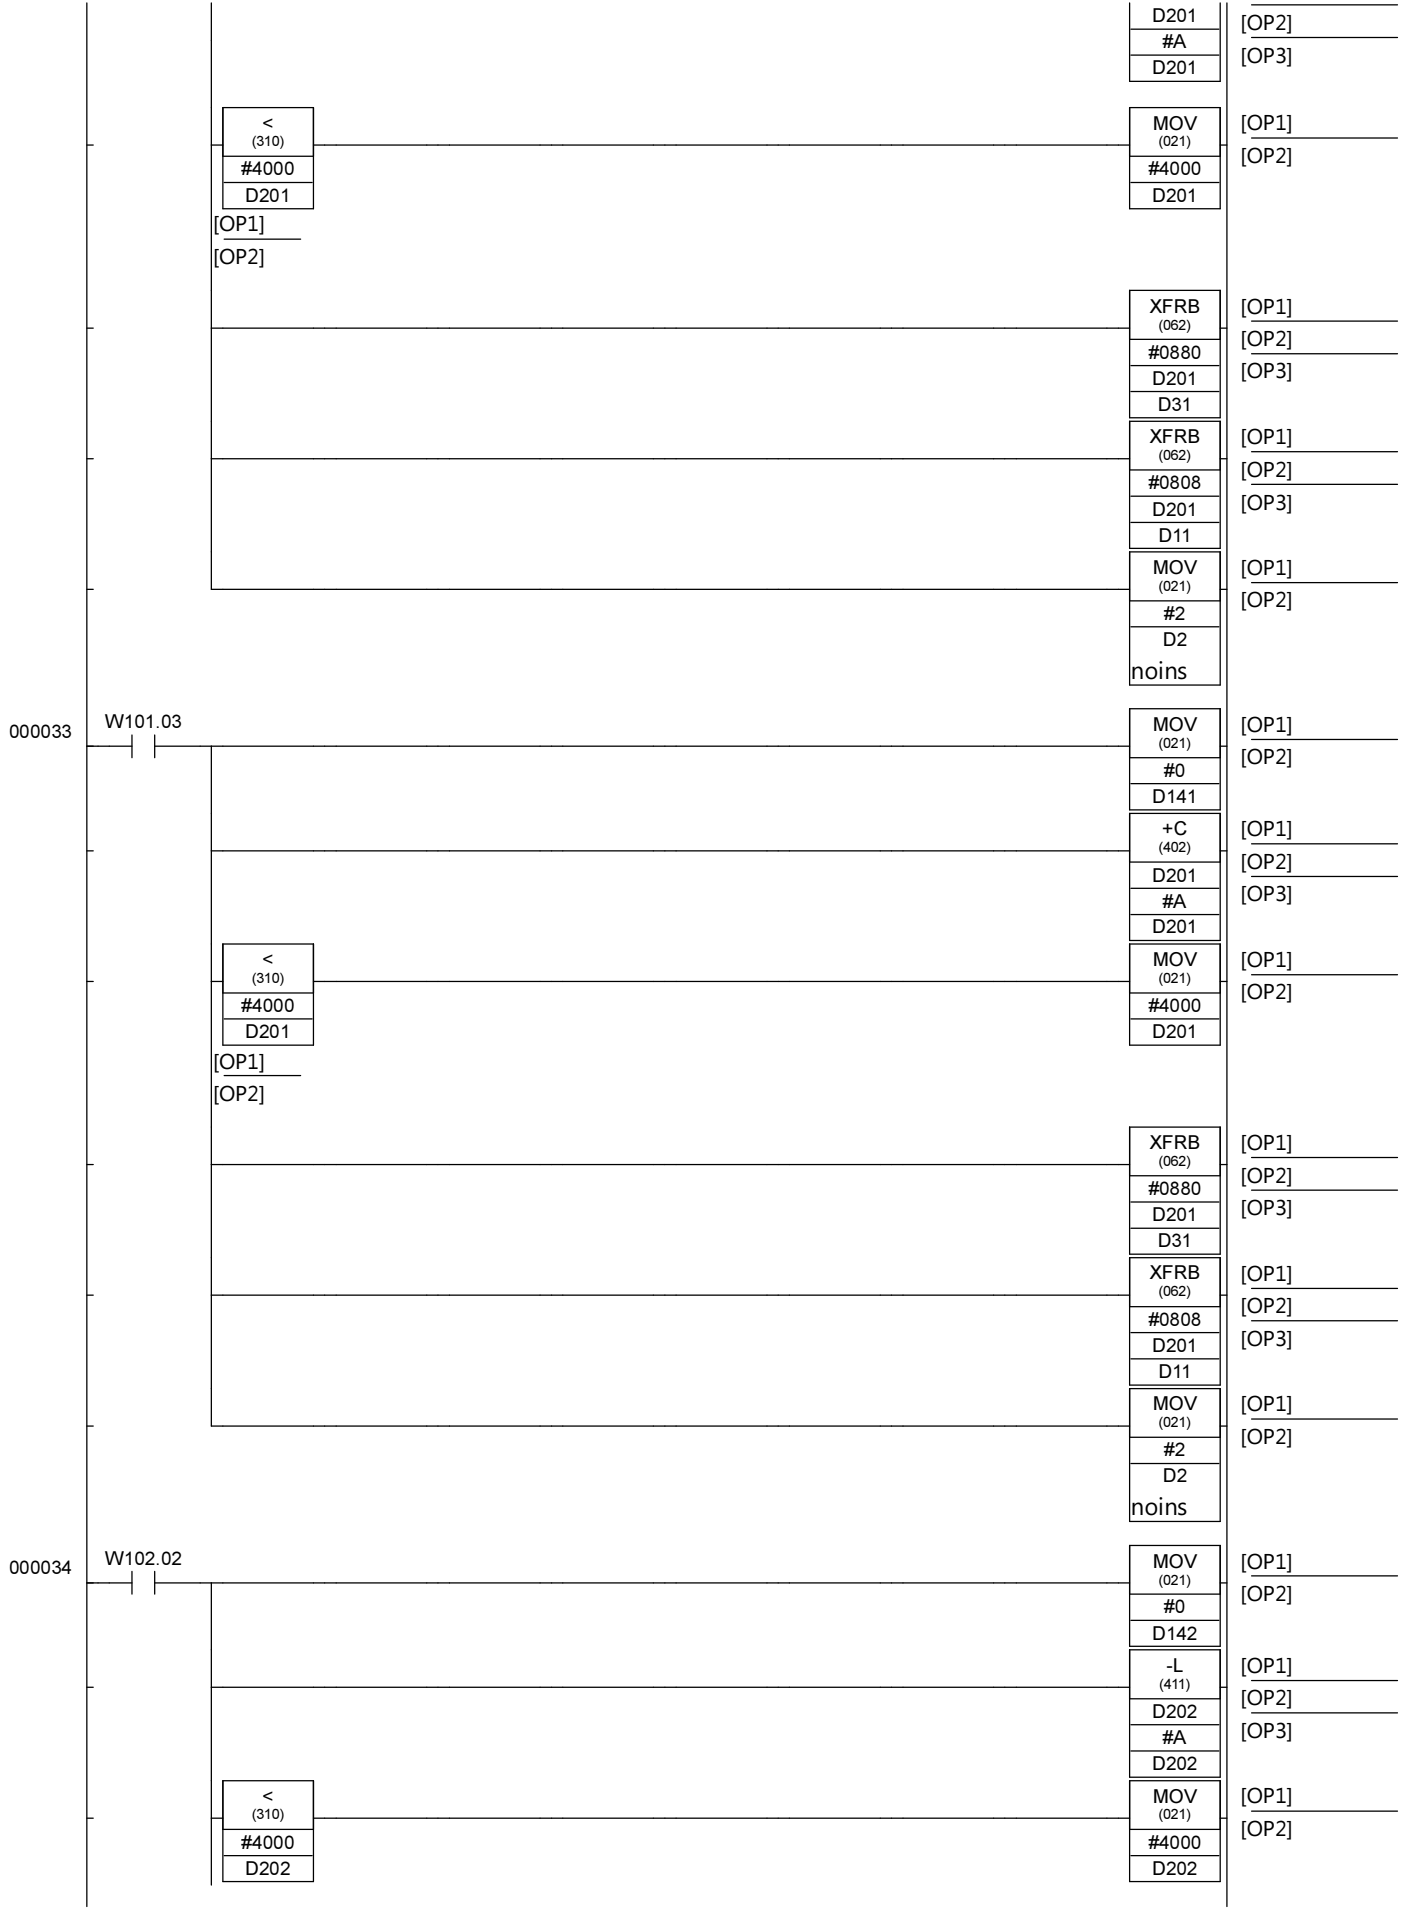 D201
[OP2]
#A
[OP3]
D201
<
(310)
#4000
D201
[OP1]
[OP2]
MOV
(021)
#4000
D201
[OP1]
[OP2]
XFRB
(062)
#0880
D201
D31
[OP1]
[OP2]
[OP3]
XFRB
(062)
#0808
D201
D11
[OP1]
[OP2]
[OP3]
MOV
(021)
#2
D2
noins
[OP1]
[OP2]
000033
W101.03
MOV
(021)
#0
D141
[OP1]
[OP2]
+C
(402)
D201
#A
D201
[OP1]
[OP2]
[OP3]
<
(310)
#4000
D201
[OP1]
[OP2]
MOV
(021)
#4000
D201
[OP1]
[OP2]
XFRB
(062)
#0880
D201
D31
[OP1]
[OP2]
[OP3]
XFRB
(062)
#0808
D201
D11
[OP1]
[OP2]
[OP3]
MOV
(021)
#2
D2
noins
[OP1]
[OP2]
000034
W102.02
MOV
(021)
#0
D142
[OP1]
[OP2]
-L
(411)
D202
#A
D202
[OP1]
[OP2]
[OP3]
<
(310)
#4000
D202
MOV
(021)
#4000
D202
[OP1]
[OP2]